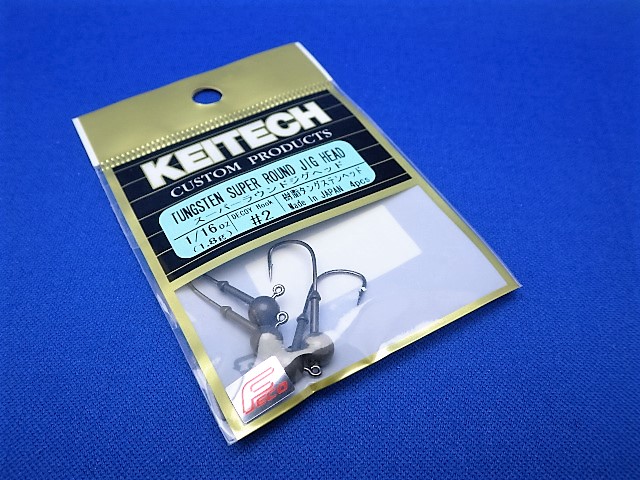 KEITECH
CUSTOM PRODUCTS
TUNGSTEN SUPER ROUND JIG HEAD
スーパーラウンドジグヘッド
1/16oz
(1.8g)
DECOY Hook
#2
樹脂タングステンヘッド
Made in JAPAN 4pcs
Feco